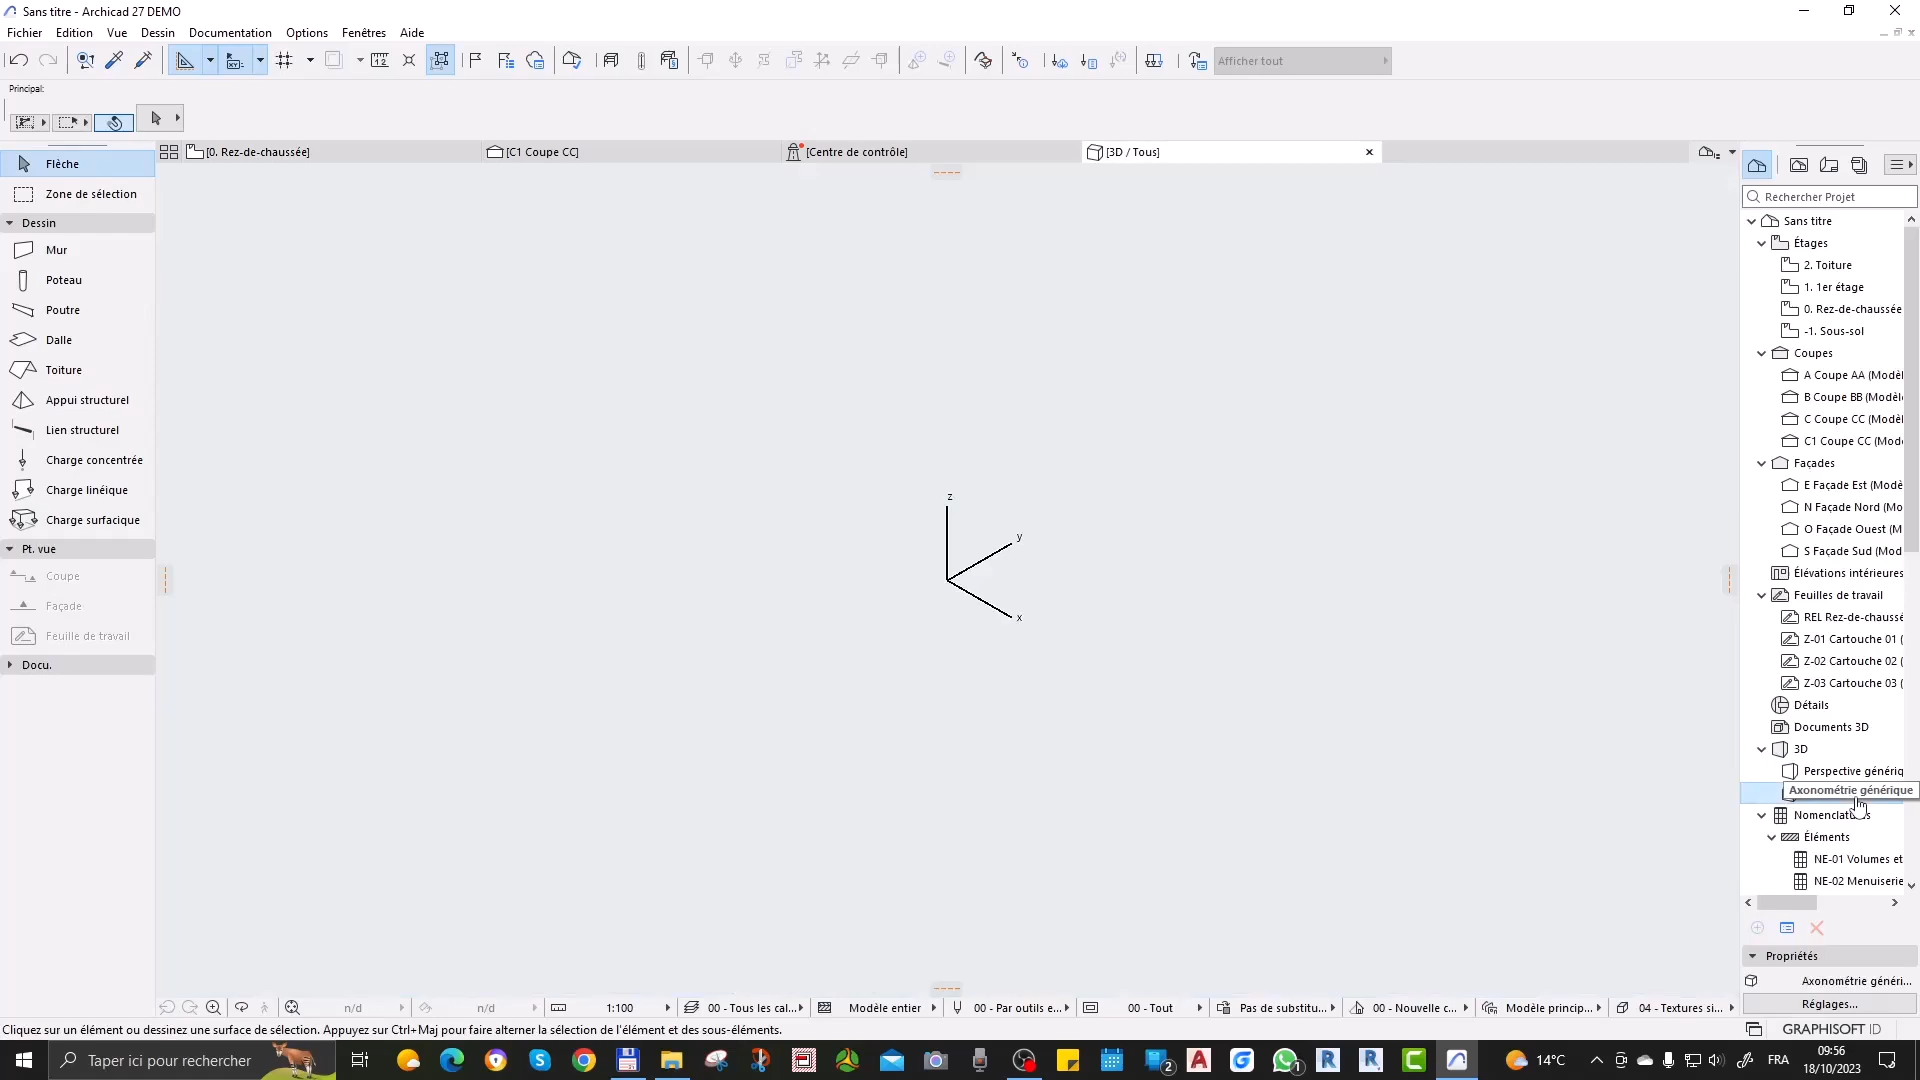 Sans titre - Archicad 27 DEMO
Fichier Edition Vue Dessin Documentation Options Fenêtres Aide
Afficher tout
Principal:
[0. Rez-de-chaussée] [C1 Coupe CC] [Centre de contrôle] [3D / Tous]
Flèche
Zone de sélection
Dessin
Mur
Poteau
Poutre
Dalle
Toiture
Appui structurel
Lien structurel
Charge concentrée
Charge linéique
Charge surfacique
Pt. vue
Coupe
Façade
Feuille de travail
Docu.
z
y
x
Rechercher Projet
Sans titre
Étages
2. Toiture
1. 1er étage
0. Rez-de-chaussée
-1. Sous-sol
Coupes
A Coupe AA (Modèl
B Coupe BB (Modèl
C Coupe CC (Modèl
C1 Coupe CC (Mod
Façades
E Façade Est (Modè
N Façade Nord (Mo
O Façade Ouest (M
S Façade Sud (Mod
Élévations intérieures
Feuilles de travail
REL Rez-de-chaussé
Z-01 Cartouche 01 (
Z-02 Cartouche 02 (
Z-03 Cartouche 03 (
Détails
Documents 3D
3D
Perspective génériq
Axonométrie générique
Éléments
NE-01 Volumes et
NE-02 Menuiserie
Propriétés
Axonométrie généri...
Réglages...
n/d n/d 1:100 00 - Tous les cal... Modèle entier 00 - Par outils e... 00 - Tout Pas de substitu... 00 - Nouvelle c... Modèle princip... 04 - Textures si...
Cliquez sur un élément ou dessinez une surface de sélection. Appuyez sur Ctrl+Maj pour faire alterner la sélection de l'élément et des sous-éléments.
GRAPHISOFT ID
Taper ici pour rechercher
2
1
14°C
FRA
09:56
18/10/2023